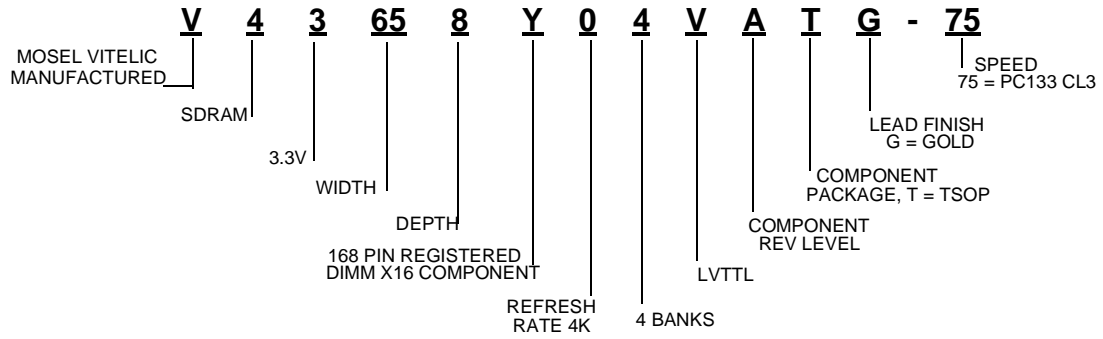 V 4 3 65 8 Y 0 4 V A T G - 75
MOSEL VITELIC
MANUFACTURED
SDRAM
3.3V
WIDTH
DEPTH
168 PIN REGISTERED
DIMM X16 COMPONENT
REFRESH
RATE 4K
4 BANKS
LVTTL
COMPONENT
REV LEVEL
COMPONENT
PACKAGE, T = TSOP
LEAD FINISH
G = GOLD
SPEED
75 = PC133 CL3